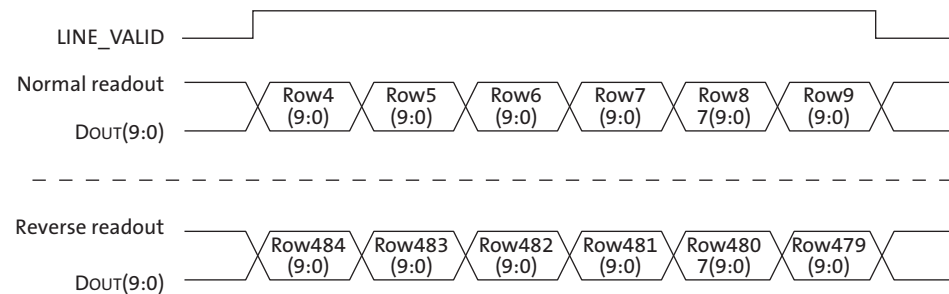 LINE_VALID
Normal readout
Row4 Row5 Row6 Row7 Row8 Row9
(9:0) (9:0) (9:0) (9:0) 7(9:0) (9:0)
DOUT(9:0)
Reverse readout
Row484 Row483 Row482 Row481 Row480 Row479
(9:0) (9:0) (9:0) (9:0) 7(9:0) (9:0)
DOUT(9:0)